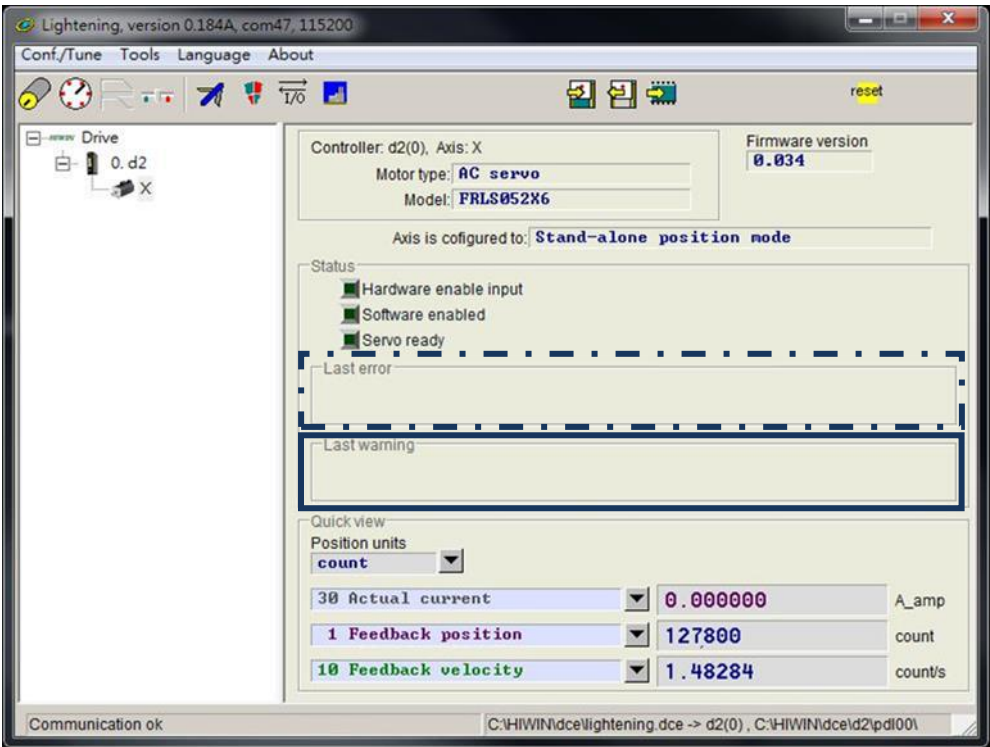 Lightening, version 0.184A, com47, 115200
Conf./Tune Tools Language About
I/O
reset
Drive
0. d2
X
Controller: d2(0), Axis: X
Motor type: AC servo
Model: FRLS052X6
Firmware version
0.034
Axis is cofigured to: Stand-alone position mode
Status
Hardware enable input
Software enabled
Servo ready
Last error
Last warning
Quick view
Position units
count
30 Actual current 0.000000 A_amp
1 Feedback position 127800 count
10 Feedback velocity 1.48284 count/s
Communication ok C:\HIWIN\dce\lightening.dce -> d2(0) , C:\HIWIN\dce\d2\pdl00\